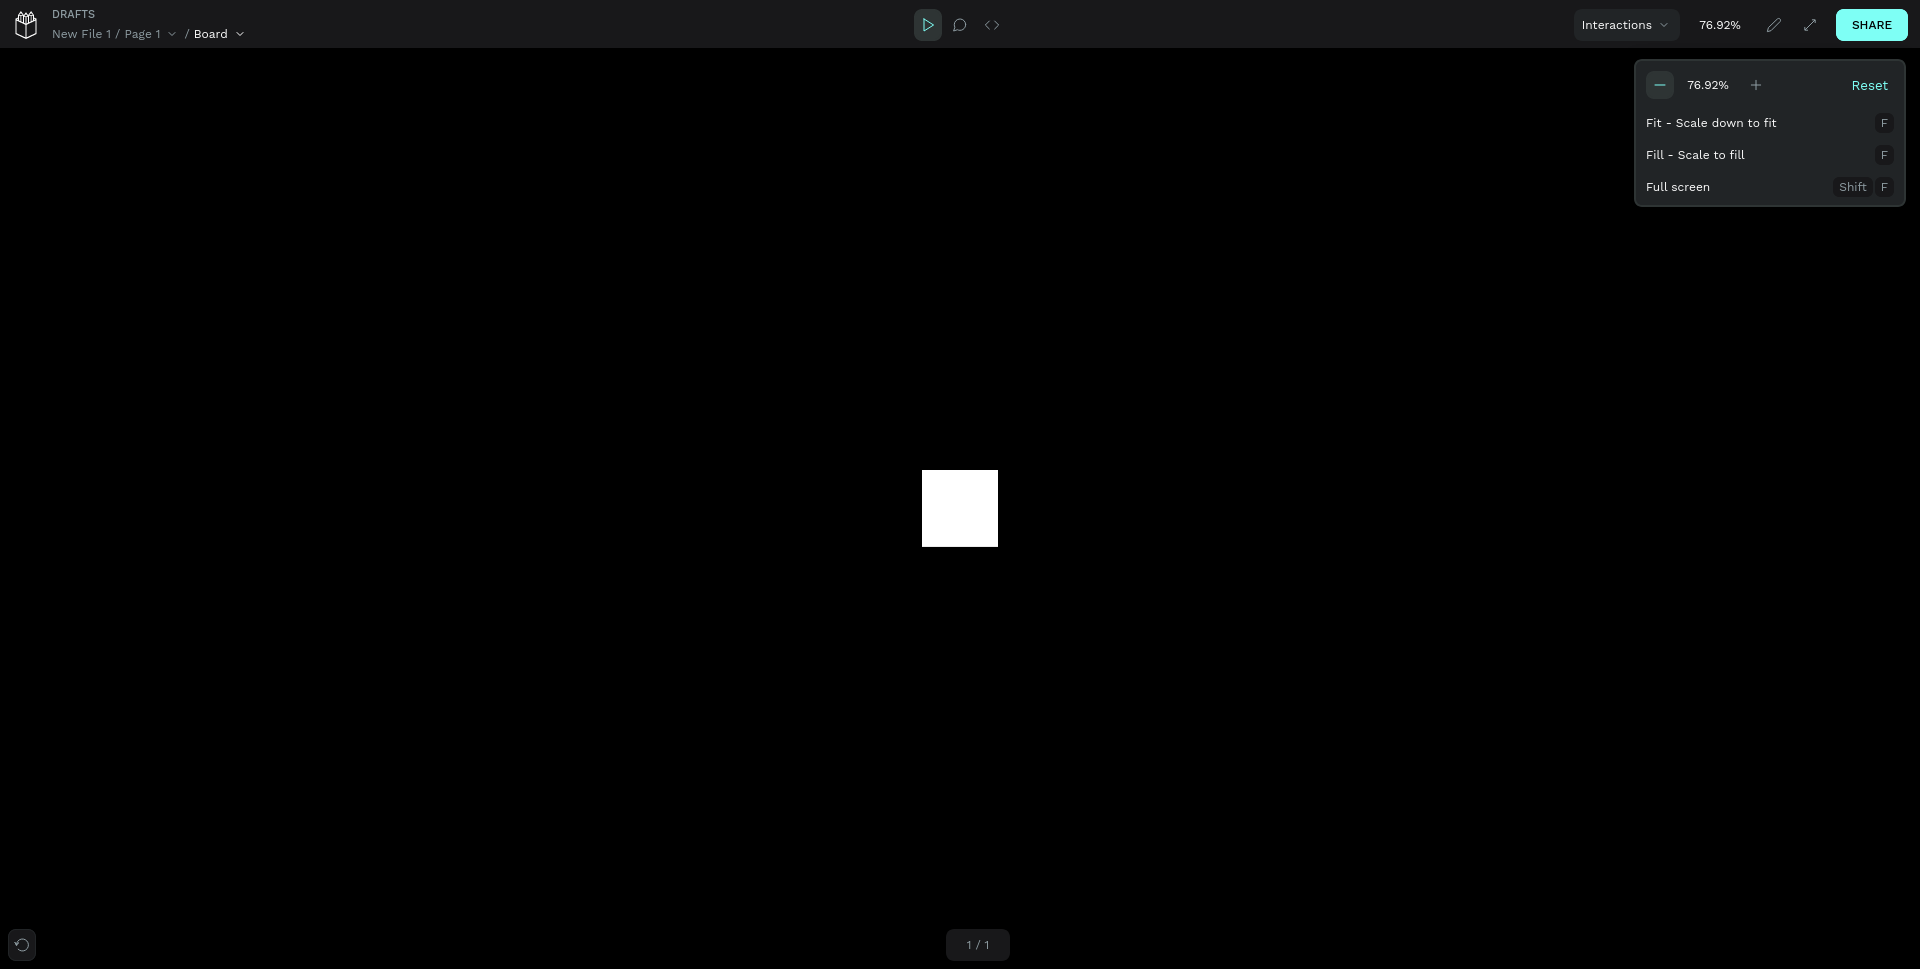 DRAFTS
New File 1 / Page 1 / Board
Interactions 76.92% SHARE
76.92% Reset
Fit - Scale down to fit F
Fill - Scale to fill F
Full screen Shift F
1 / 1